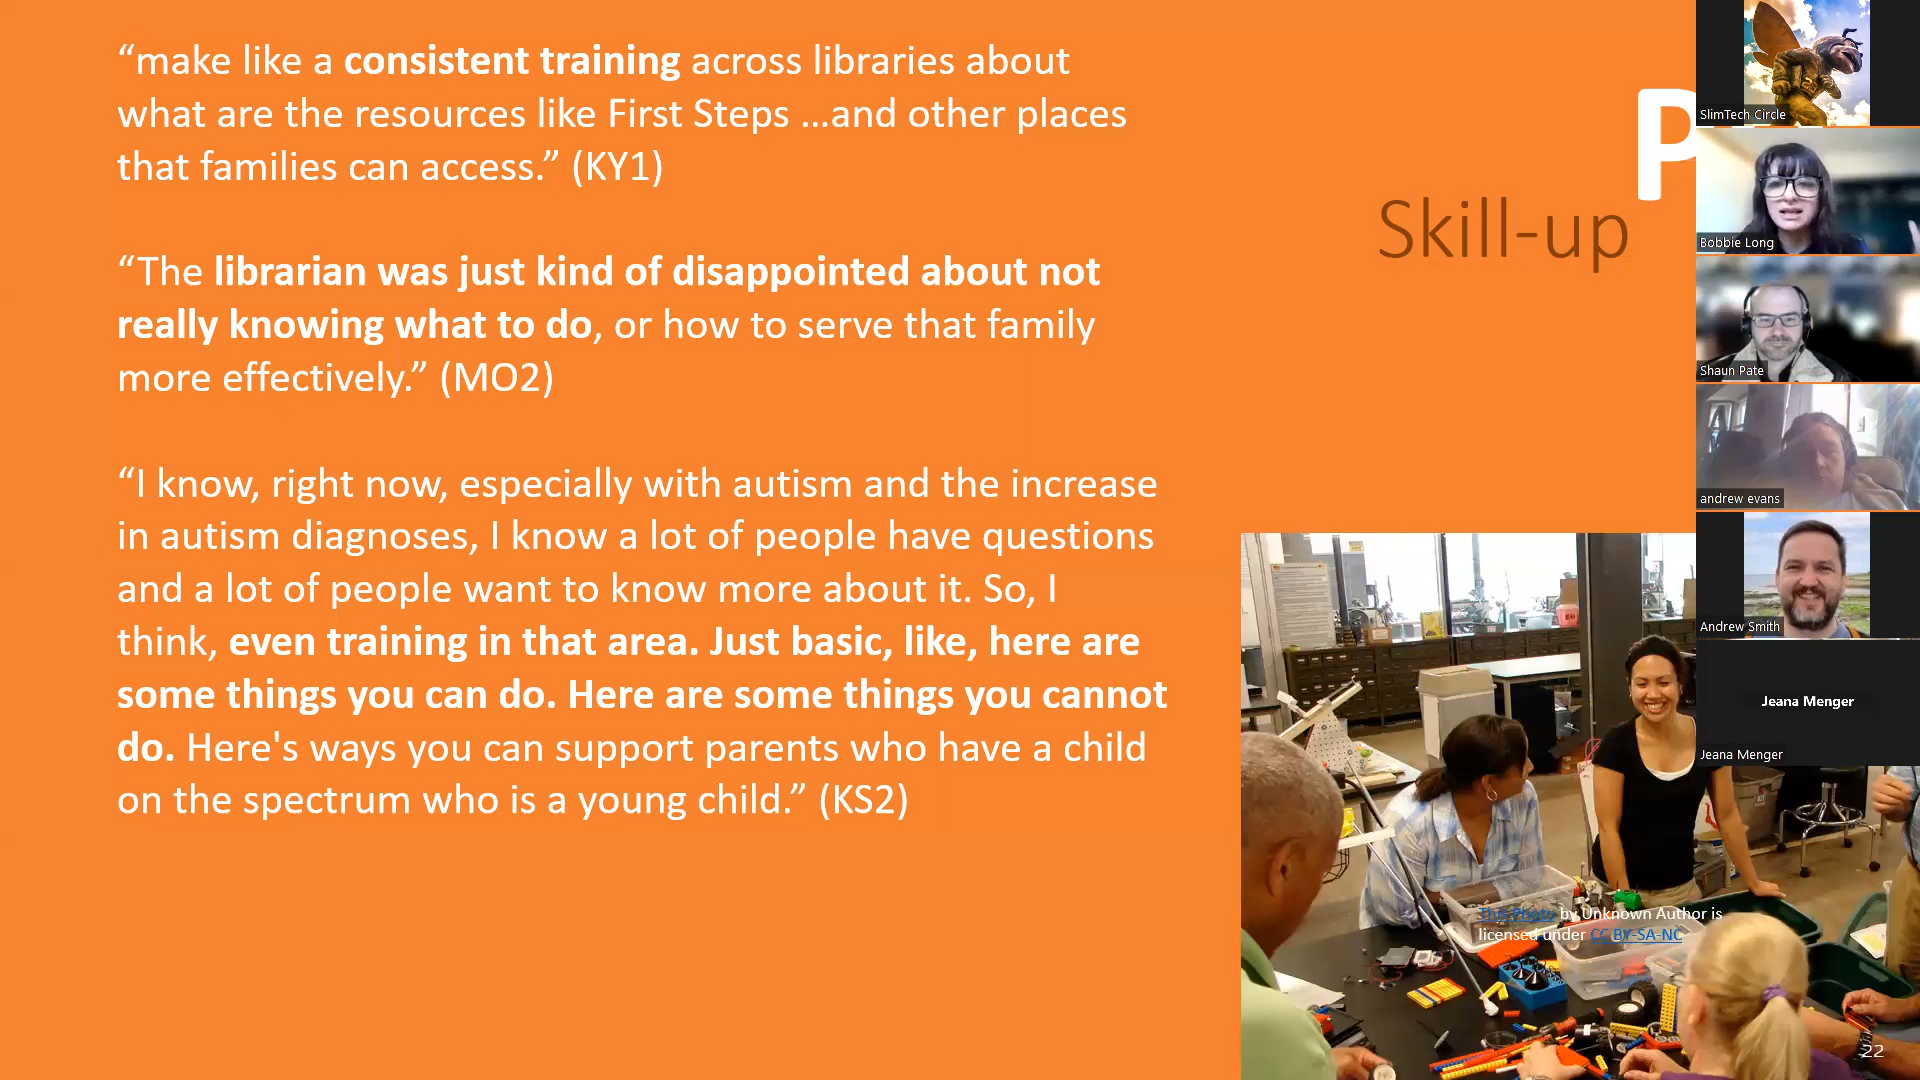 “make like a consistent training across libraries about
what are the resources like First Steps ...and other places
that families can access.” (KY1)
“The librarian was just kind of disappointed about not
really knowing what to do, or how to serve that family
more effectively.” (MO2)
“I know, right now, especially with autism and the increase
in autism diagnoses, I know a lot of people have questions
and a lot of people want to know more about it. So, I
think, even training in that area. Just basic, like, here are
some things you can do. Here are some things you cannot
do. Here's ways you can support parents who have a child
on the spectrum who is a young child.” (KS2)
P
Skill-up
This Photo by Unknown Author is
licensed under CC BY-SA-NC
22
SlimTech Circle
Bobbie Long
Shaun Pate
andrew evans
Andrew Smith
Jeana Menger
Jeana Menger